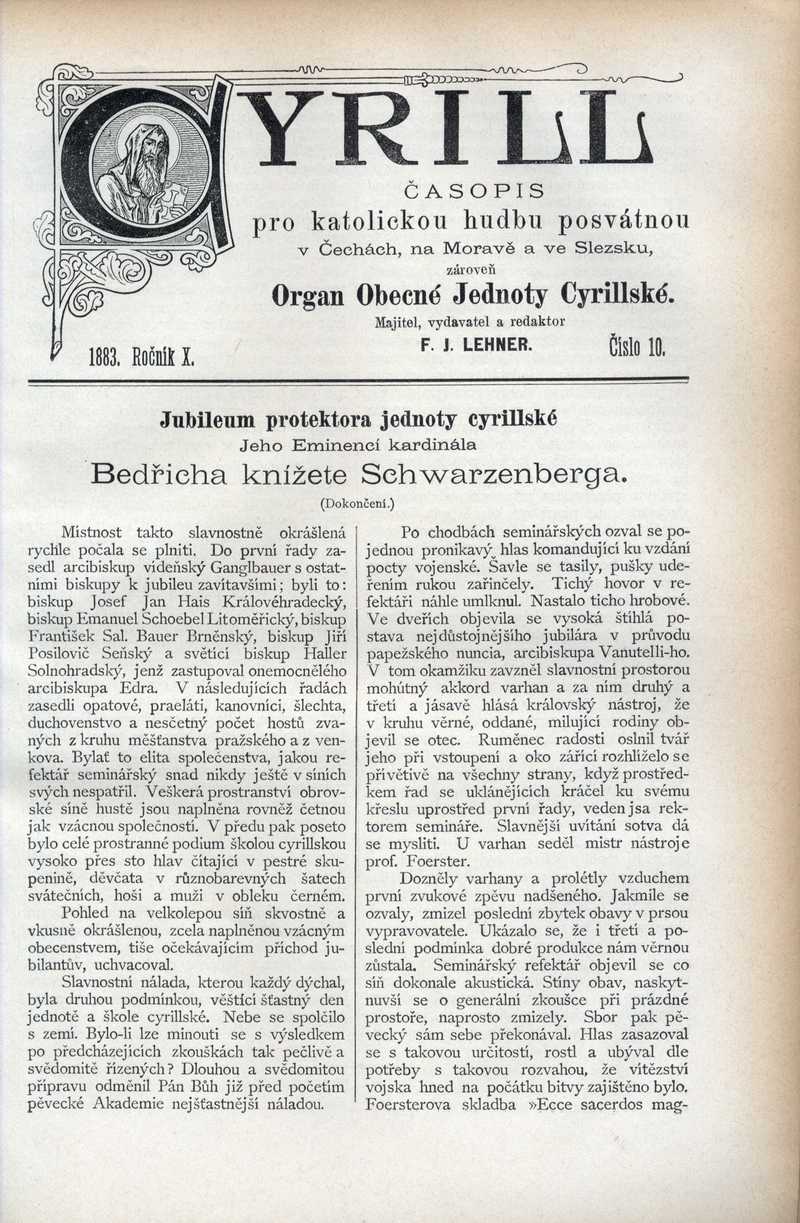 CYRILL
ČASOPIS
pro katolickou hudbu posvátnou
v Čechách, na Moravě a ve Slezsku,
zároveň
Organ Obecné Jednoty Cyrillské.
Majitel, vydavatel a redaktor
1883. Ročník X.
F. J. LEHNER.
Číslo 10.
Jubileum protektora jednoty cyrillské
Jeho Eminencí kardinála
Bedřicha knížete Schwarzenberga.
(Dokončení.)
Místnost takto slavnostně okrášlená
rychle počala se plniti. Do první řady za-
sedl arcibiskup vídeňský Ganglbauer s ostat-
ními biskupy k jubileu zavítavšími; byli to:
biskup Josef Jan Hais Královéhradecký,
biskup Emanuel Schoebel Litoměřický, biskup
František Sal. Bauer Brněnský, biskup Jiří
Posilovič Seňský a světící biskup Haller
Solnohradský, jenž zastupoval onemocnělého
arcibiskupa Edra. V následujících řadách
zasedli opatové, praeláti, kanovníci, šlechta,
duchovenstvo a nesčetný počet hostů zva-
ných z kruhu měšťanstva pražského a z ven-
kova. Bylať to elita společenstva, jakou re-
fektář seminářský snad nikdy ještě v síních
svých nespatřil. Veškerá prostranství obrov-
ské síně hustě jsou naplněna rovněž četnou
jak vzácnou společností. V předu pak poseto
bylo celé prostranné podium školou cyrillskou
vysoko přes sto hlav čítající v pestré sku-
penině, děvčata v různobarevných šatech
svátečních, hoši a muži v obleku černém.
Pohled na velkolepou síň skvostně a
vkusně okrášlenou, zcela naplněnou vzácným
obecenstvem, tiše očekávajícím příchod ju-
bilantův, uchvacoval.
Slavnostní nálada, kterou každý dýchal,
byla druhou podmínkou, věštící šťastný den
jednotě a škole cyrillské. Nebe se spolčilo
s zemí. Bylo-li lze minouti se s výsledkem
po předcházejících zkouškách tak pečlivě a
svědomitě řízených? Dlouhou a svědomitou
přípravu odměnil Pán Bůh již před početím
pěvecké Akademie nejšťastnější náladou.
Po chodbách seminářských ozval se po-
jednou pronikavý hlas komandující ku vzdání
pocty vojenské. Šavle se tasily, pušky ude-
řením rukou zařinčely. Tichý hovor v re-
fektáři náhle umlknul. Nastalo ticho hrobové.
Ve dveřích objevila se vysoká štíhlá po-
stava nejdůstojnějšího jubilára v průvodu
papežského nuncia, arcibiskupa Vanutelli-ho.
V tom okamžiku zavzněl slavnostní prostorou
mohútný akkord varhan a za ním druhý a
třetí a jásavě hlásá královský nástroj, že
v kruhu věrné, oddané, milující rodiny ob-
jevil se otec. Ruměnec radosti oslnil tvář
jeho při vstoupení a oko zářící rozhlíželo se
přívětivě na všechny strany, když prostřed-
kem řad se uklánějících kráčel ku svému
křeslu uprostřed první řady, veden jsa rek-
torem semináře. Slavnější uvítání sotva dá
se mysliti. U varhan seděl mistr nástroje
prof. Foerster.
Dozněly varhany a prolétly vzduchem
první zvukové zpěvu nadšeného. Jakmile se
ozvaly, zmizel poslední zbytek obavy v prsou
vypravovatele. Ukázalo se, že i třetí a po-
slední podmínka dobré produkce nám věrnou
zůstala. Seminářský refektář objevil se co
síň dokonale akustická. Stíny obav, naskyt-
nuvší se o generální zkoušce při prázdné
prostoře, naprosto zmizely. Sbor pak pě-
vecký sám sebe překonával. Hlas zasazoval
se s takovou určitostí, rostl a ubýval dle
potřeby s takovou rozvahou, že vítězství
vojska hned na počátku bitvy zajištěno bylo.
Foersterova skladba »Ecce sacerdos mag-